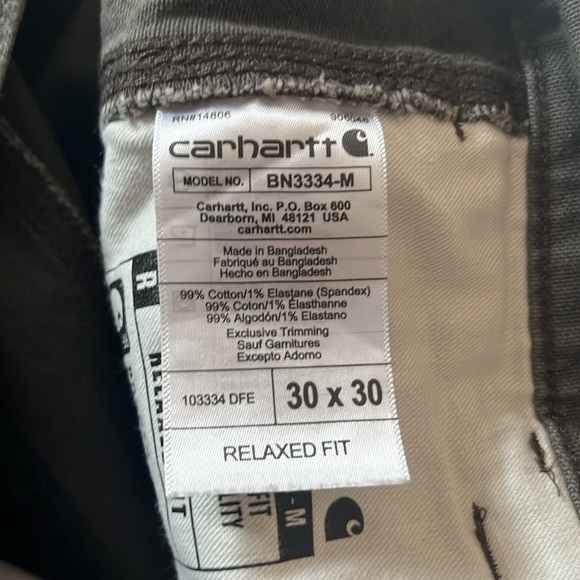 RN#14806
carhartt
MODEL NO. BN3334-M
Carhartt, Inc. P.O. Box 600
Dearborn, MI 48121 USA
carhartt.com
Made in Bangladesh
Fabriqué au Bangladesh
Hecho en Bangladesh
99% Cotton/1% Elastane (Spandex)
99% Coton/1% Élasthanne
99% Algodón/1% Elastano
Exclusive Trimming
Sauf Garnitures
Excepto Adorno
103334 DFE 30 x 30
RELAXED FIT